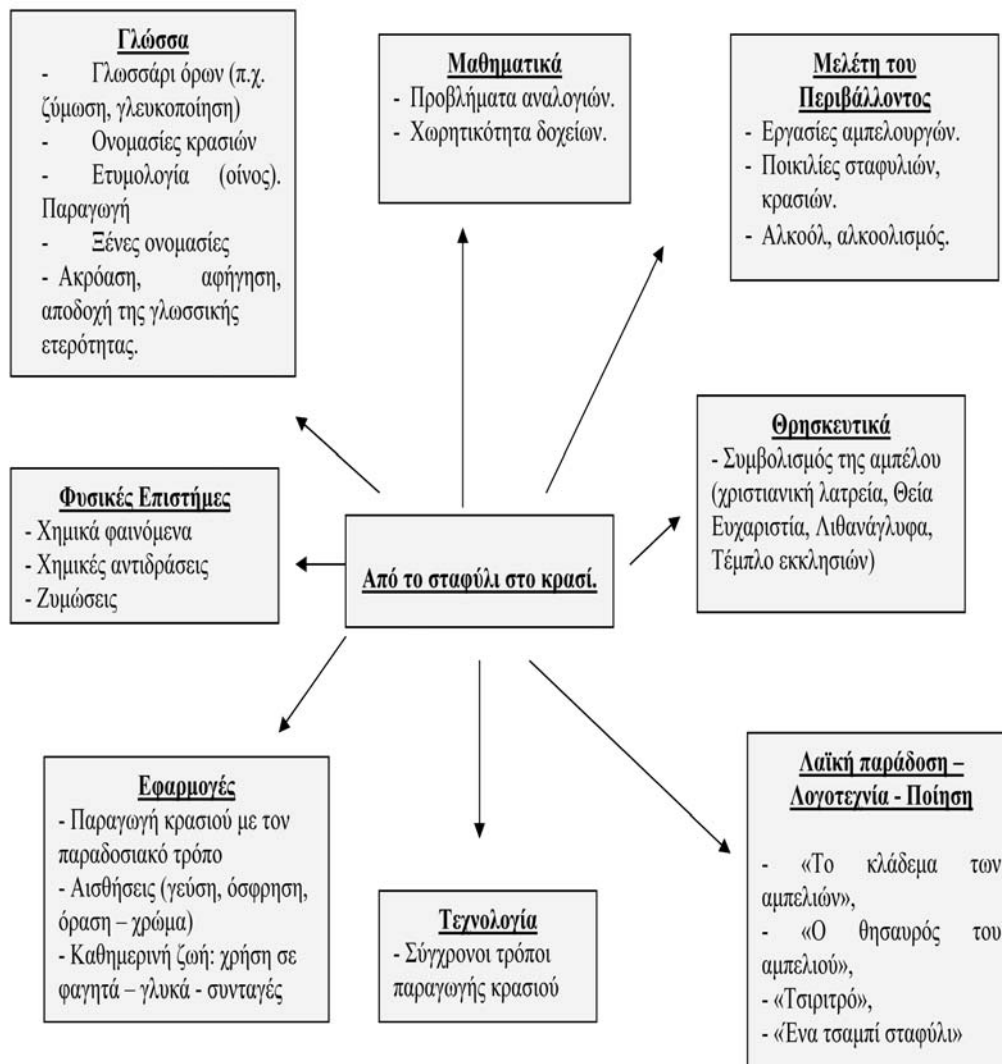 Γλώσσα
- Γλωσσάρι όρων (π.χ.
ζύμωση, γλευκοποίηση)
- Ονομασίες κρασιών
- Ετυμολογία (οίνος).
Παραγωγή
- Ξένες ονομασίες
- Ακρόαση, αφήγηση,
αποδοχή της γλωσσικής
ετερότητας.
Μαθηματικά
- Προβλήματα αναλογιών.
- Χωρητικότητα δοχείων.
Μελέτη του
Περιβάλλοντος
- Εργασίες αμπελουργών.
- Ποικιλίες σταφυλιών,
κρασιών.
- Αλκοόλ, αλκοολισμός.
Φυσικές Επιστήμες
- Χημικά φαινόμενα
- Χημικές αντιδράσεις
- Ζυμώσεις
Από το σταφύλι στο κρασί.
Θρησκευτικά
- Συμβολισμός της αμπέλου
(χριστιανική λατρεία, Θεία
Ευχαριστία, Λιθανάγλυφα,
Τέμπλο εκκλησιών)
Εφαρμογές
- Παραγωγή κρασιού με τον
παραδοσιακό τρόπο
- Αισθήσεις (γεύση, όσφρηση,
όραση – χρώμα)
- Καθημερινή ζωή: χρήση σε
φαγητά – γλυκά - συνταγές
Τεχνολογία
- Σύγχρονοι τρόποι
παραγωγής κρασιού
Λαϊκή παράδοση –
Λογοτεχνία - Ποίηση
- «Το κλάδεμα των
αμπελιών»,
- «Ο θησαυρός του
αμπελιού»,
- «Τσιριτρό»,
- «Ένα τσαμπί σταφύλι»